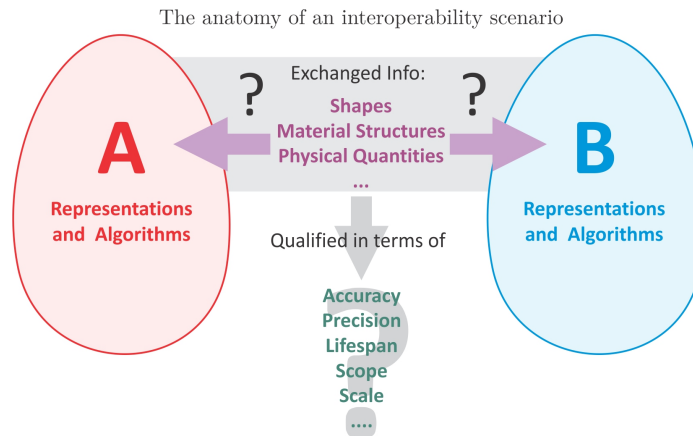 The anatomy of an interoperability scenario
Exchanged Info:
? ?
Shapes
Material Structures
Physical Quantities
...
A
Representations
and Algorithms
B
Representations
and Algorithms
Qualified in terms of
?
Accuracy
Precision
Lifespan
Scope
Scale
....